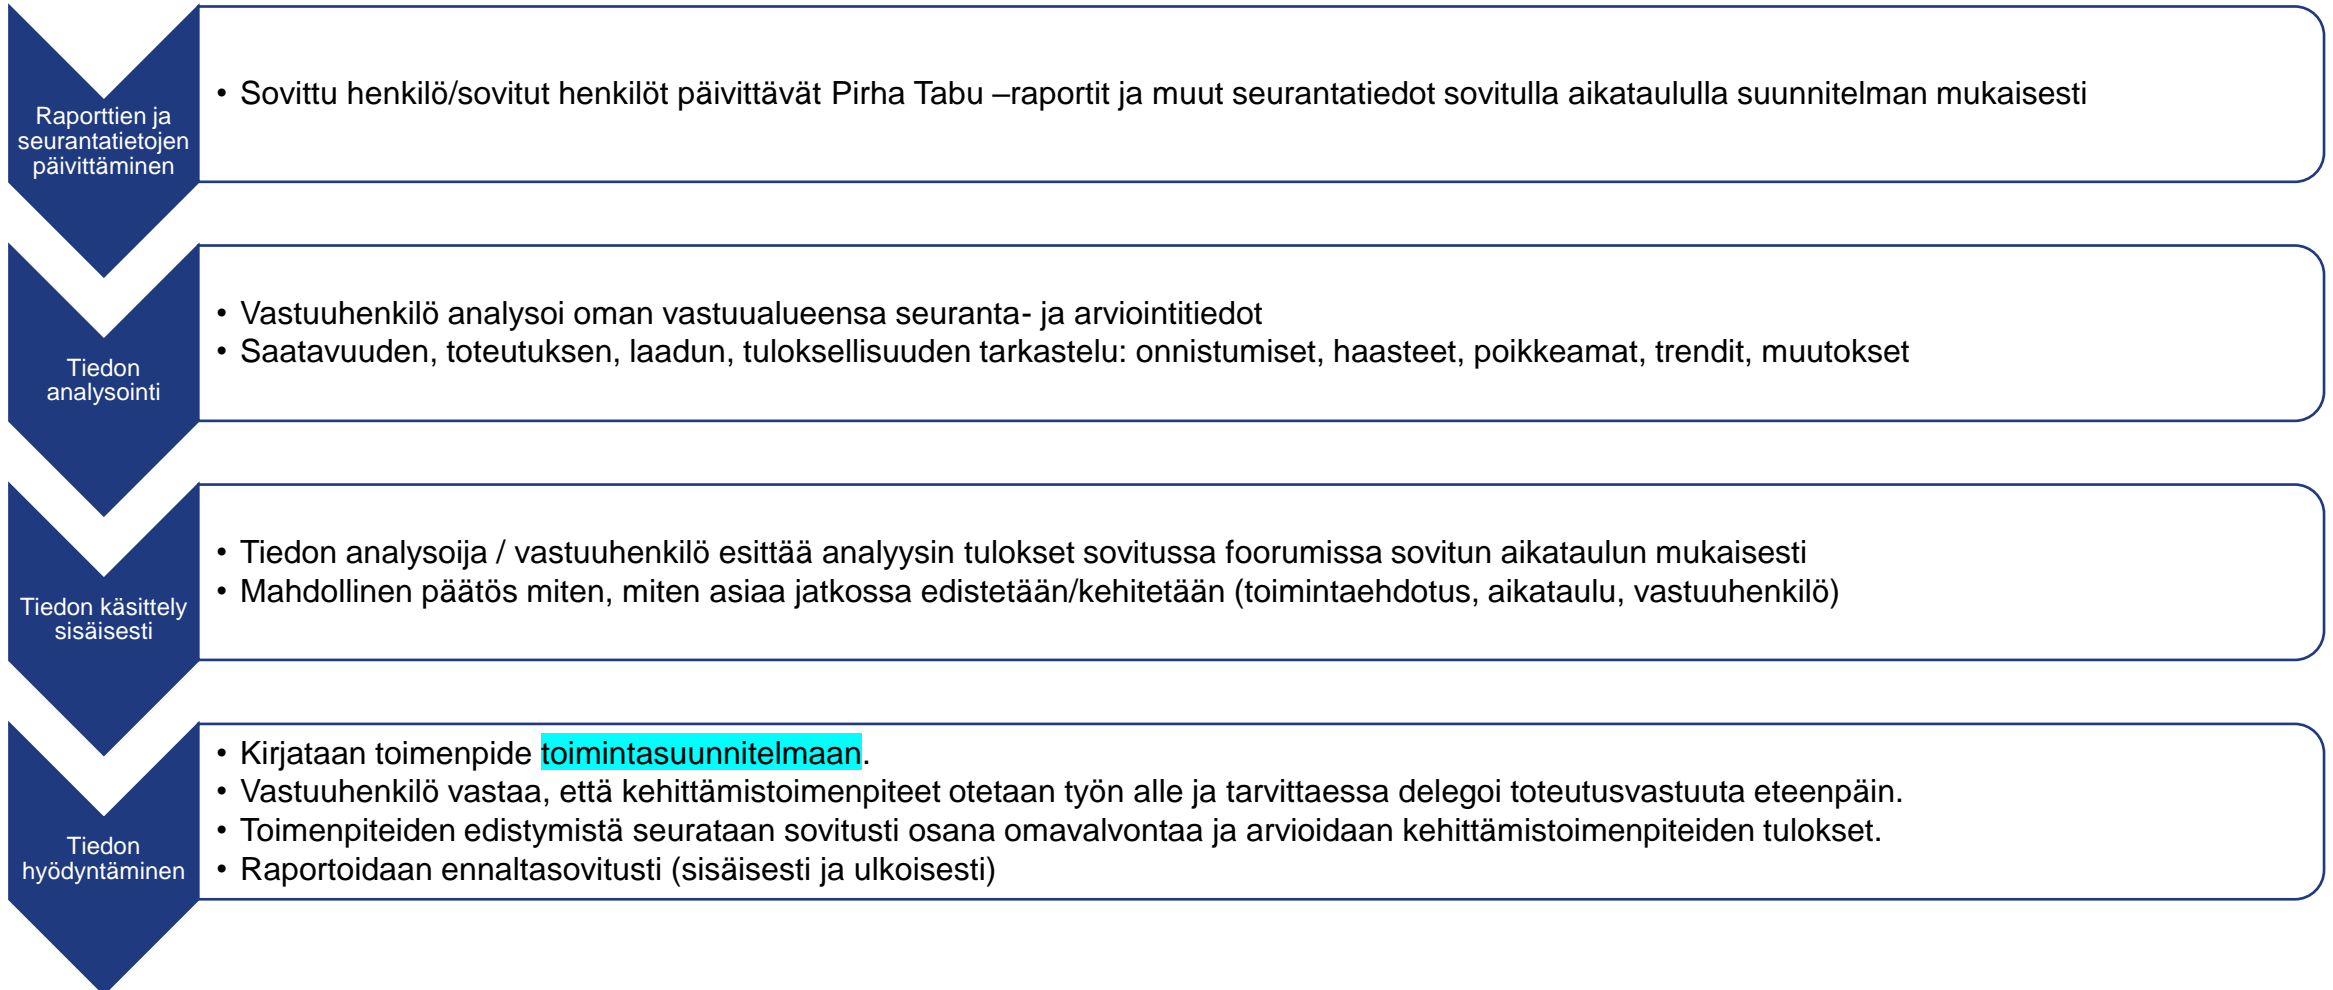 Raporttien ja
seurantatietojen
päivittäminen
• Sovittu henkilö/sovitut henkilöt päivittävät Pirha Tabu –raportit ja muut seurantatiedot sovitulla aikataululla suunnitelman mukaisesti
Tiedon
analysointi
• Vastuuhenkilö analysoi oman vastuualueensa seuranta- ja arviointitiedot
• Saatavuuden, toteutuksen, laadun, tuloksellisuuden tarkastelu: onnistumiset, haasteet, poikkeamat, trendit, muutokset
Tiedon käsittely
sisäisesti
• Tiedon analysoija / vastuuhenkilö esittää analyysin tulokset sovitussa foorumissa sovitun aikataulun mukaisesti
• Mahdollinen päätös miten, miten asiaa jatkossa edistetään/kehitetään (toimintaehdotus, aikataulu, vastuuhenkilö)
Tiedon
hyödyntäminen
• Kirjataan toimenpide toimintasuunnitelmaan.
• Vastuuhenkilö vastaa, että kehittämistoimenpiteet otetaan työn alle ja tarvittaessa delegoi toteutusvastuuta eteenpäin.
• Toimenpiteiden edistymistä seurataan sovitusti osana omavalvontaa ja arvioidaan kehittämistoimenpiteiden tulokset.
• Raportoidaan ennaltasovitusti (sisäisesti ja ulkoisesti)